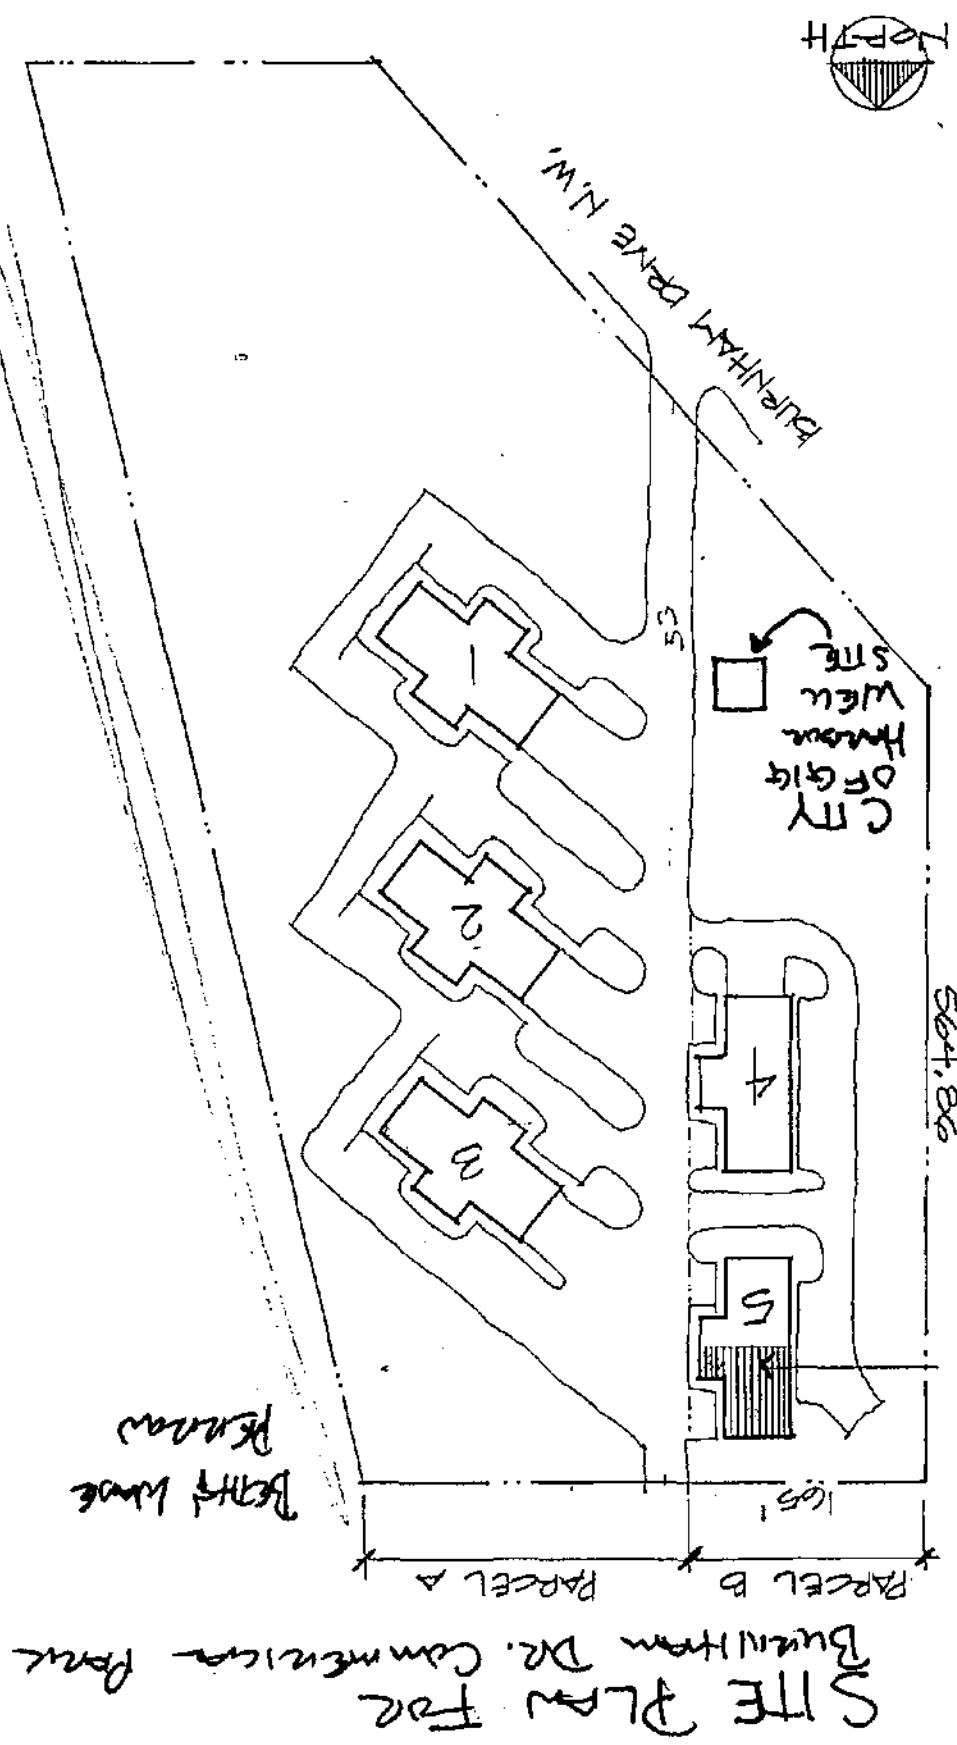 SITE PLAN FOR
BURNHAM DR. COMMERCIAL PARK
PARCEL B
PARCEL A
165'
5
3
4
564.86
2
CITY
OF GIG
HARBOR
WELL
SITE
53
1
BURNHAM DRIVE N.W.
NORTH